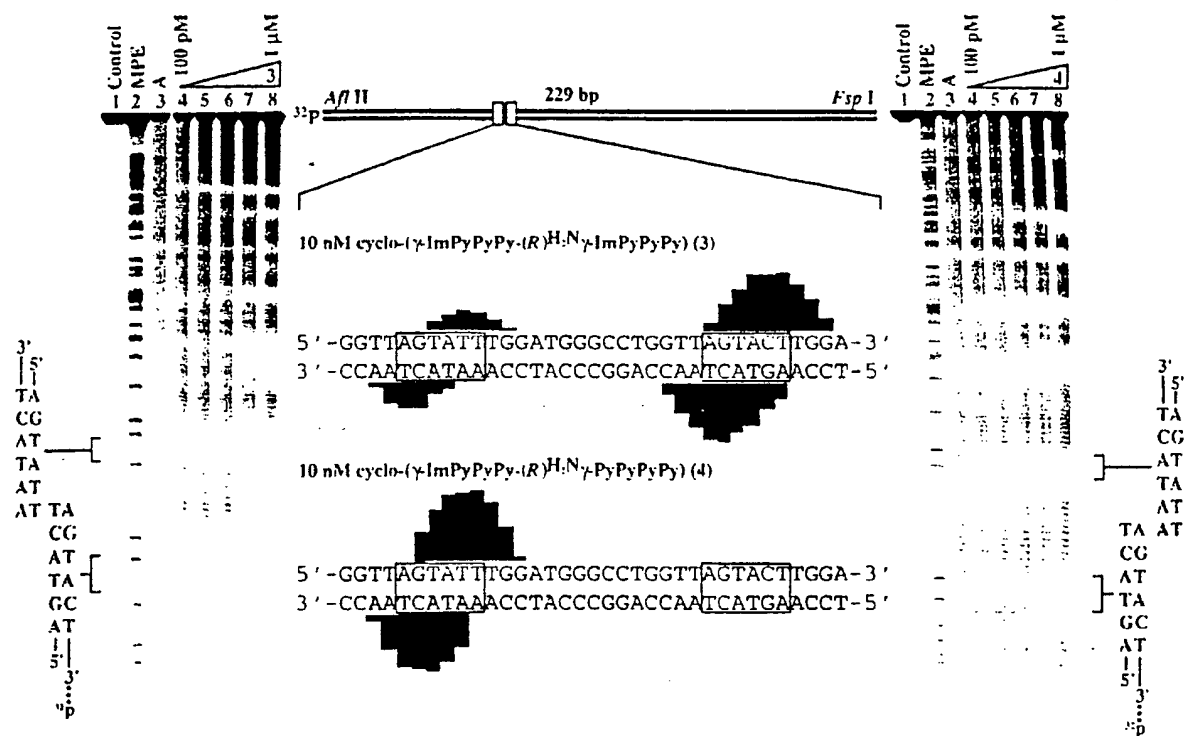 Control
MPE
A
100 pM
1 µM
3
1 2 3 4 5 6 7 8
Afl II
229 bp
Fsp I
32P
Control
MPE
A
100 pM
1 µM
4
1 2 3 4 5 6 7 8
10 nM cyclo-(γ-ImPyPyPy-(R)H2Nγ-ImPyPyPy) (3)
5'-GGTTAGTATTTGGATGGGCCTGGTTAGTACTTGGA-3'
3'-CCAATCATAAACCTACCCGGACCAATCATGAACCT-5'
10 nM cyclo-(γ-ImPyPyPy-(R)H2Nγ-PyPyPyPy) (4)
5'-GGTTAGTATTTGGATGGGCCTGGTTAGTACTTGGA-3'
3'-CCAATCATAAACCTACCCGGACCAATCATGAACCT-5'
3'
5'
TA
CG
AT
TA
AT
AT
TA
CG
AT
TA
GC
AT
5'
3'
32P
3'
5'
TA
CG
AT
TA
AT
AT
TA
CG
AT
TA
GC
AT
5'
3'
32P